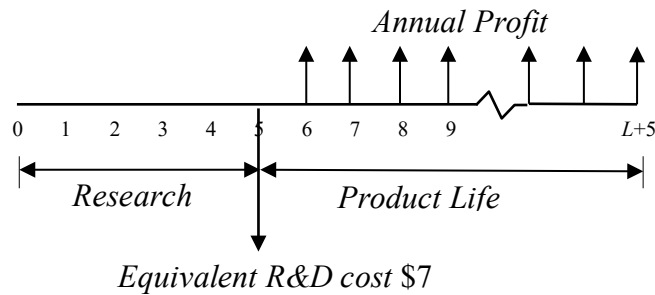 Annual Profit
0 1 2 3 4 5 6 7 8 9 L+5
Research Product Life
Equivalent R&D cost $7